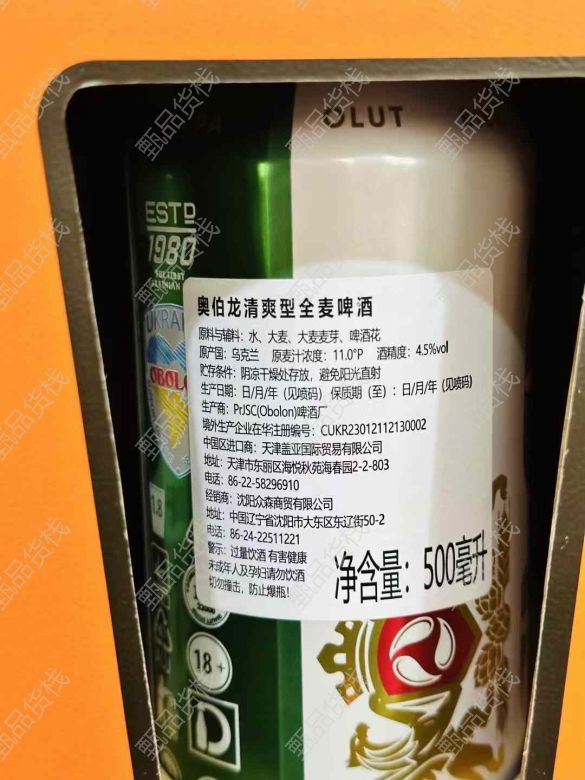 OLUT
ESTD
1980
UKRAI
OBOLO
奥伯龙清爽型全麦啤酒
原料与辅料：水、大麦、大麦麦芽、啤酒花
原产国：乌克兰 原麦汁浓度：11.0°P 酒精度：4.5%vol
贮存条件：阴凉干燥处存放，避免阳光直射
生产日期：日/月/年（见喷码） 保质期（至）：日/月/年（见喷码）
生产商：PrJSC(Obolon)啤酒厂
境外生产企业在华注册编号：CUKR23012112130002
中国区进口商：天津盖亚国际贸易有限公司
地址：天津市东丽区海悦秋苑海春园2-2-803
电话：86-22-58296910
经销商：沈阳众森商贸有限公司
地址：中国辽宁省沈阳市大东区东辽街50-2
电话：86-24-22511221
警示：过量饮酒 有害健康
未成年人及孕妇请勿饮酒
切勿撞击，防止爆瓶！
净含量：500毫升
18+
甄品货栈